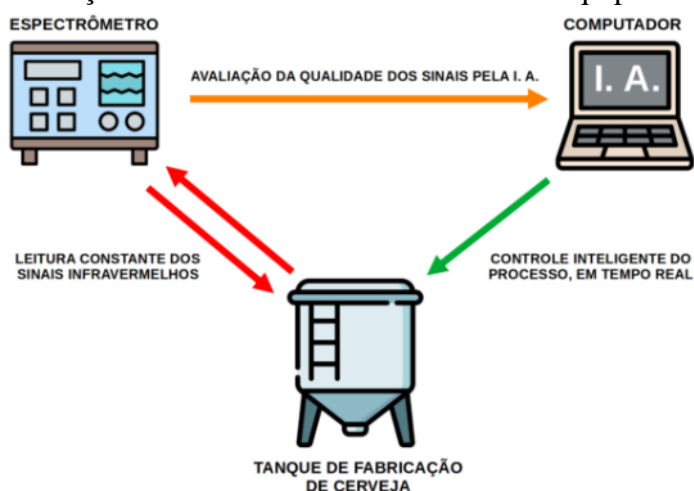 ESPECTRÔMETRO
COMPUTADOR
AVALIAÇÃO DA QUALIDADE DOS SINAIS PELA I. A.
I. A.
LEITURA CONSTANTE DOS
SINAIS INFRAVERMELHOS
CONTROLE INTELIGENTE DO
PROCESSO, EM TEMPO REAL
TANQUE DE FABRICAÇÃO
DE CERVEJA